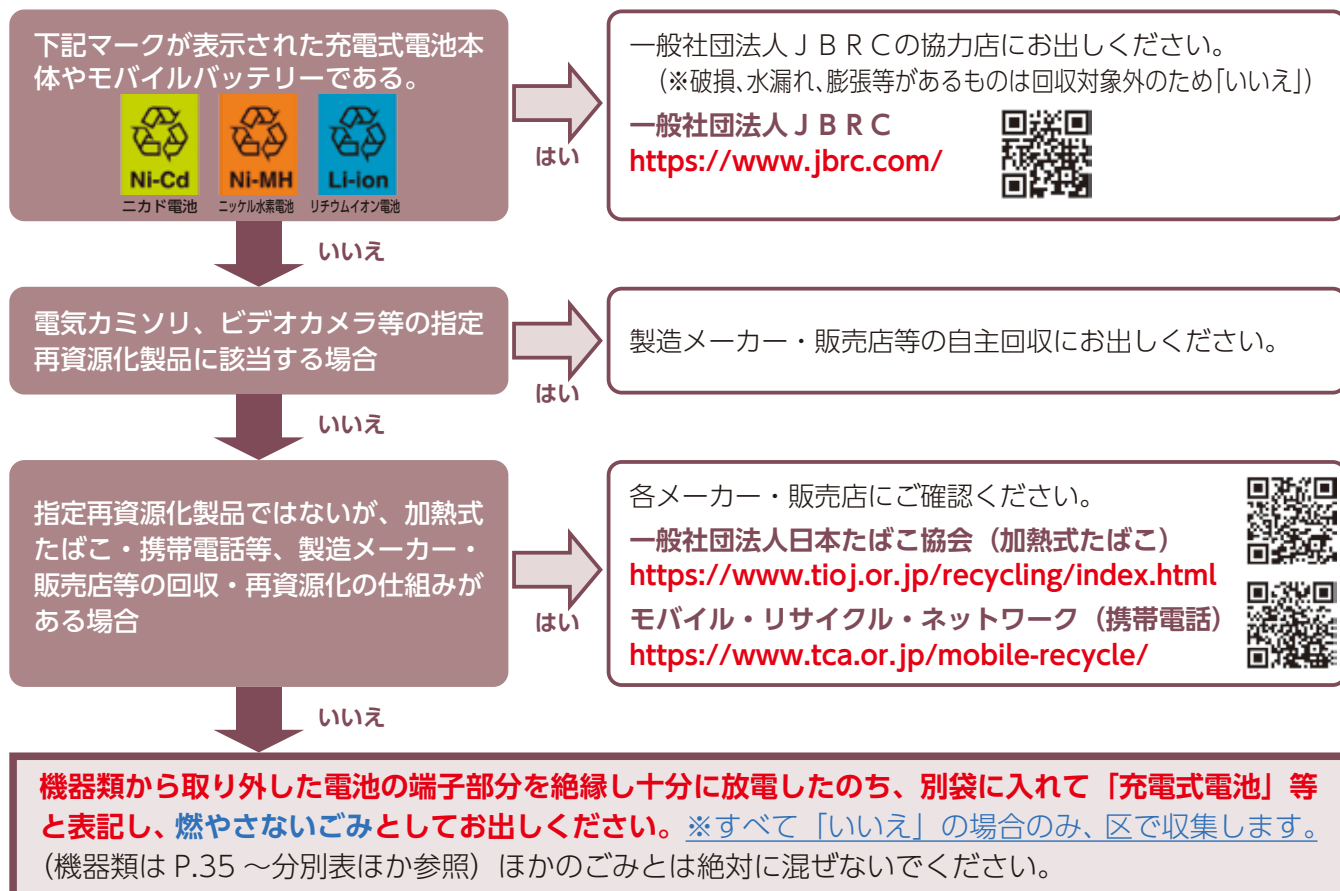 下記マークが表示された充電式電池本
体やモバイルバッテリーである。
Ni-Cd
Ni-MH
Li-ion
ニカド電池
ニッケル水素電池
リチウムイオン電池
はい
一般社団法人ＪＢＲＣの協力店にお出しください。
（※破損、水漏れ、膨張等があるものは回収対象外のため「いいえ」）
一般社団法人ＪＢＲＣ
https://www.jbrc.com/
いいえ
電気カミソリ、ビデオカメラ等の指定
再資源化製品に該当する場合
はい
製造メーカー・販売店等の自主回収にお出しください。
いいえ
指定再資源化製品ではないが、加熱式
たばこ・携帯電話等、製造メーカー・
販売店等の回収・再資源化の仕組みが
ある場合
はい
各メーカー・販売店にご確認ください。
一般社団法人日本たばこ協会（加熱式たばこ）
https://www.tioj.or.jp/recycling/index.html
モバイル・リサイクル・ネットワーク（携帯電話）
https://www.tca.or.jp/mobile-recycle/
いいえ
機器類から取り外した電池の端子部分を絶縁し十分に放電したのち、別袋に入れて「充電式電池」等
と表記し、燃やさないごみとしてお出しください。※すべて「いいえ」の場合のみ、区で収集します。
（機器類は P.35 ～分別表ほか参照）ほかのごみとは絶対に混ぜないでください。